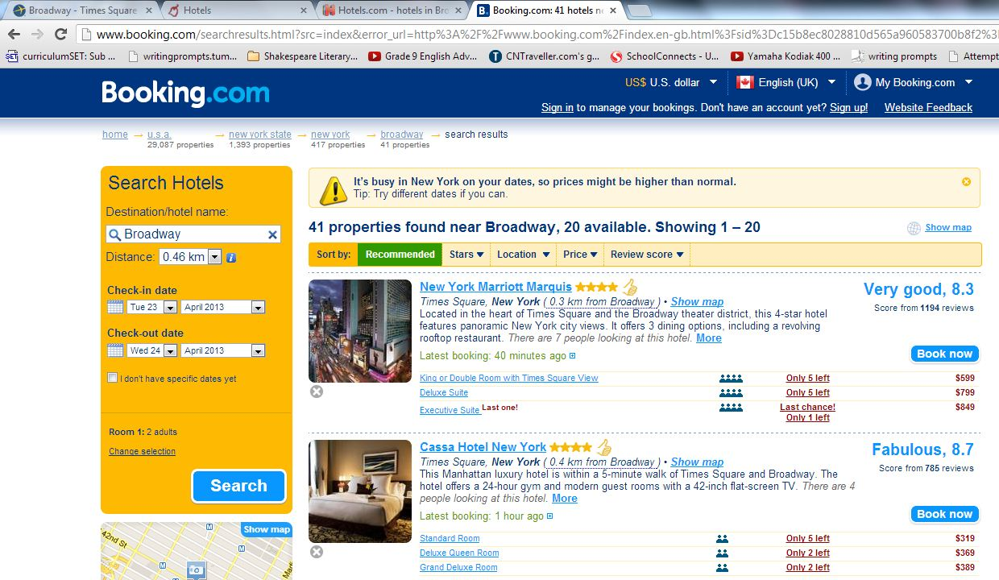 Broadway - Times Square
Hotels
Hotels.com - hotels in Bro
Booking.com: 41 hotels ne
www.booking.com/searchresults.html?src=index&error_url=http%3A%2F%2Fwww.booking.com%2Findex.en-gb.html%3Fsid%3Dc15b8ec8028810d565a960583700b8f2%3
curriculumSET: Sub ...
writingprompts.tum...
Shakespeare Literary...
Grade 9 English Adv...
CNTraveller.com's g...
SchoolConnects - U...
Yamaha Kodiak 400 ...
writing prompts
Attempt
Booking.com
US$ U.S. dollar
English (UK)
My Booking.com
Sign in to manage your bookings. Don't have an account yet? Sign up!
Website Feedback
home → u.s.a. → new york state → new york → broadway → search results
29,087 properties 1,393 properties 417 properties 41 properties
Search Hotels
Destination/hotel name:
Broadway
Distance: 0.46 km
Check-in date
Tue 23 April 2013
Check-out date
Wed 24 April 2013
I don't have specific dates yet
Room 1: 2 adults
Change selection
Search
Show map
42nd St
It's busy in New York on your dates, so prices might be higher than normal.
Tip: Try different dates if you can.
41 properties found near Broadway, 20 available. Showing 1 – 20
Show map
Sort by: Recommended Stars Location Price Review score
New York Marriott Marquis
Times Square, New York ( 0.3 km from Broadway ) • Show map
Located in the heart of Times Square and the Broadway theater district, this 4-star hotel
features panoramic New York city views. It offers 3 dining options, including a revolving
rooftop restaurant. There are 7 people looking at this hotel. More
Latest booking: 40 minutes ago
Very good, 8.3
Score from 1194 reviews
Book now
King or Double Room with Times Square View Only 5 left $599
Deluxe Suite Only 5 left $799
Executive Suite Last one! Last chance! $849
Only 1 left
Cassa Hotel New York
Times Square, New York ( 0.4 km from Broadway ) • Show map
This Manhattan luxury hotel is within a 5-minute walk of Times Square and Broadway. The
hotel offers a 24-hour gym and modern guest rooms with a 42-inch flat-screen TV. There are 4
people looking at this hotel. More
Latest booking: 1 hour ago
Fabulous, 8.7
Score from 785 reviews
Book now
Standard Room Only 5 left $319
Deluxe Queen Room Only 2 left $369
Grand Deluxe Room Only 2 left $389